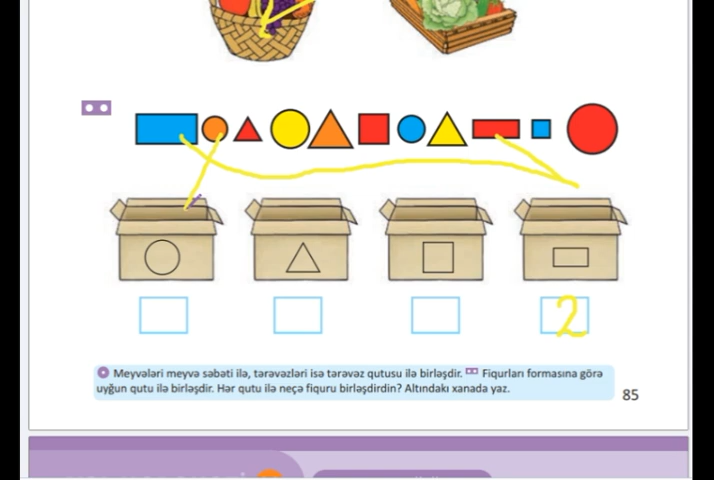 2
Meyvələri meyvə səbəti ilə, tərəvəzləri isə tərəvəz qutusu ilə birləşdir. Fiqurları formasına görə
uyğun qutu ilə birləşdir. Hər qutu ilə neçə fiquru birləşdirdin? Altındakı xanada yaz.
85